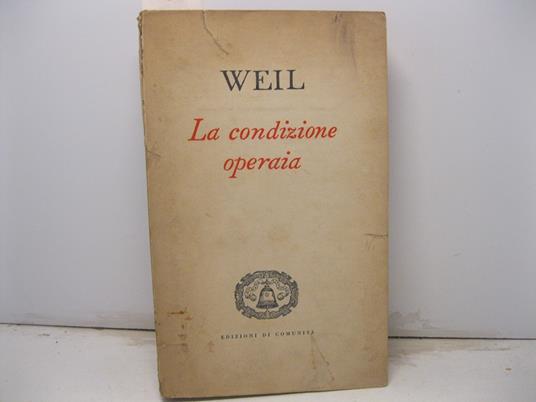 WEIL
La condizione
operaia
EDIZIONI DI COMUNITÀ